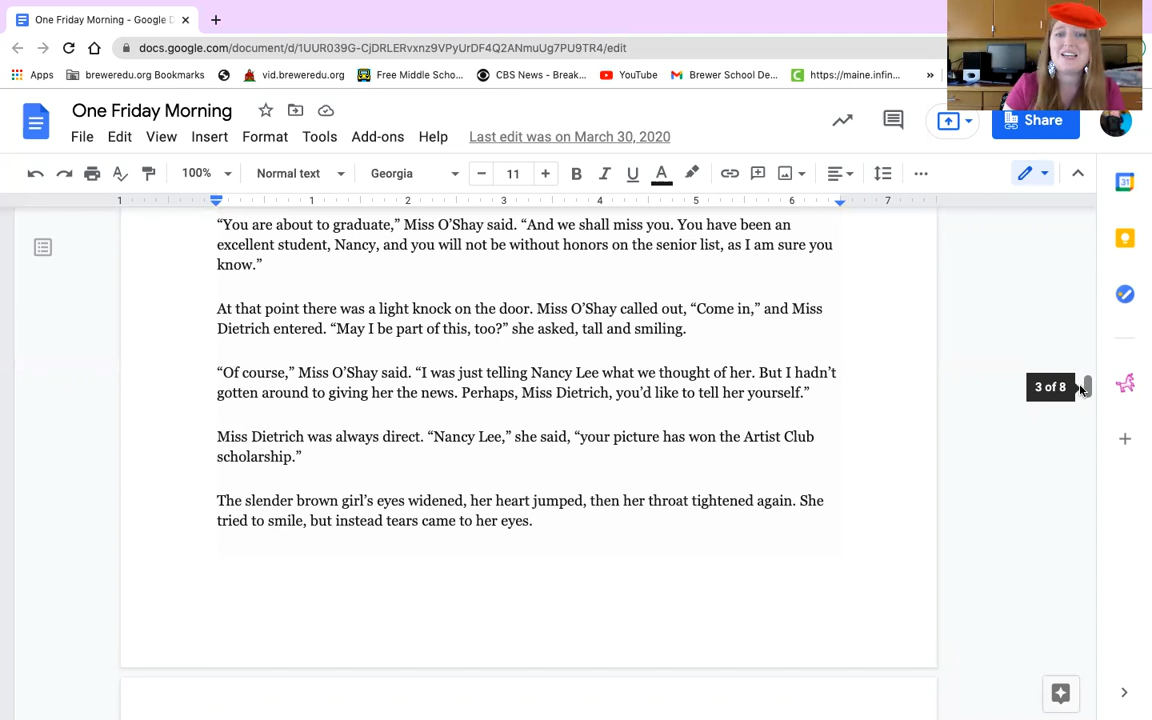 One Friday Morning - Google D
docs.google.com/document/d/1UUR039G-CjDRLERvxnz9VPyUrDF4Q2ANmuUg7PU9TR4/edit
Apps breweredu.org Bookmarks vid.breweredu.org Free Middle Scho... CBS News - Break... YouTube Brewer School De... https://maine.infin... »
One Friday Morning
File Edit View Insert Format Tools Add-ons Help Last edit was on March 30, 2020
Share
100% Normal text Georgia 11 B I U A
1 1 2 3 4 5 6 7
31
“You are about to graduate,” Miss O’Shay said. “And we shall miss you. You have been an
excellent student, Nancy, and you will not be without honors on the senior list, as I am sure you
know.”
At that point there was a light knock on the door. Miss O’Shay called out, “Come in,” and Miss
Dietrich entered. “May I be part of this, too?” she asked, tall and smiling.
“Of course,” Miss O’Shay said. “I was just telling Nancy Lee what we thought of her. But I hadn’t
gotten around to giving her the news. Perhaps, Miss Dietrich, you’d like to tell her yourself.”
3 of 8
Miss Dietrich was always direct. “Nancy Lee,” she said, “your picture has won the Artist Club
scholarship.”
The slender brown girl’s eyes widened, her heart jumped, then her throat tightened again. She
tried to smile, but instead tears came to her eyes.